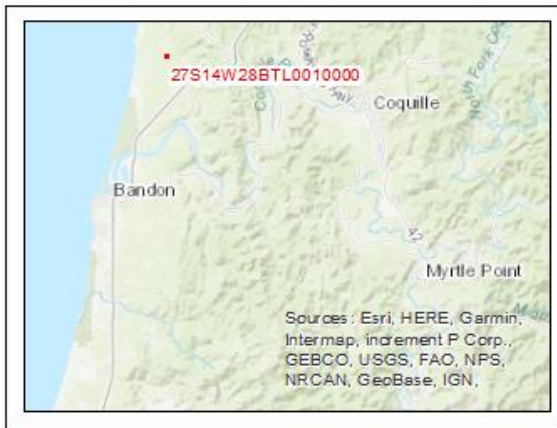 27S14W28BTL0010000
Coquille
Bandon
42
Myrtle Point
Sources: Esri, HERE, Garmin,
Intermap, increment P Corp.,
GEBCO, USGS, FAO, NPS,
NRCAN, GeoBase, IGN,